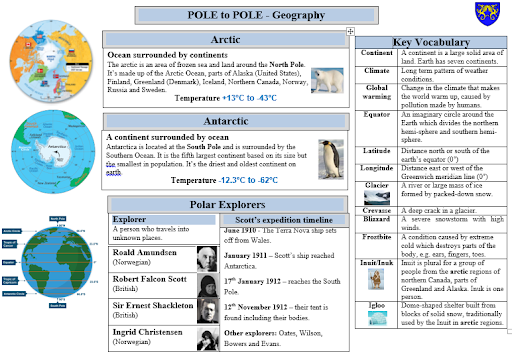 POLE to POLE - Geography
Arctic
Ocean surrounded by continents
The arctic is an area of frozen sea and land around the North Pole.
It's made up of the Arctic Ocean, parts of Alaska (United States),
Finland, Greenland (Denmark), Iceland, Northern Canada, Norway,
Russia and Sweden.
Temperature +13°C to -43°C
Antarctic
A continent surrounded by ocean
Antarctica is located at the South Pole and is surrounded by the
Southern Ocean. It is the fifth largest continent based on its size but
the smallest in population. It's the driest and oldest continent on
earth.
Temperature -12.3°C to -62°C
Polar Explorers
Explorer
A person who travels into
unknown places.
Roald Amundsen
(Norwegian)
Robert Falcon Scott
(British)
Sir Ernest Shackleton
(British)
Ingrid Christensen
(Norwegian)
Scott's expedition timeline
June 1910 - The Terra Nova ship sets
off from Wales.
January 1911 – Scott's ship reached
Antarctica.
17th January 1912 – reaches the South
Pole.
12th November 1912 – their tent is
found including their bodies.
Other explorers: Oates, Wilson,
Bowers and Evans.
Key Vocabulary
Continent A continent is a large solid area of
land. Earth has seven continents.
Climate Long term pattern of weather
conditions.
Global Change in the climate that makes
warming the world warm up, caused by
pollution made by humans.
Equator An imaginary circle around the
Earth which divides the northern
hemi-sphere and southern hemi-
sphere.
Latitude Distance north or south of the
earth's equator (0°)
Longitude Distance east or west of the
Greenwich meridian line (0°)
Glacier A river or large mass of ice
formed by packed-down snow.
Crevasse A deep crack in a glacier.
Blizzard A severe snowstorm with high
winds.
Frostbite A condition caused by extreme
cold which destroys parts of the
body, e.g. ears, fingers, toes.
Inuit/Inuk Inuit is plural for a group of
people from the arctic regions of
northern Canada, parts of
Greenland and Alaska. Inuk is one
person.
Igloo Dome-shaped shelter built from
blocks of solid snow, traditionally
used by the Inuit in arctic regions.